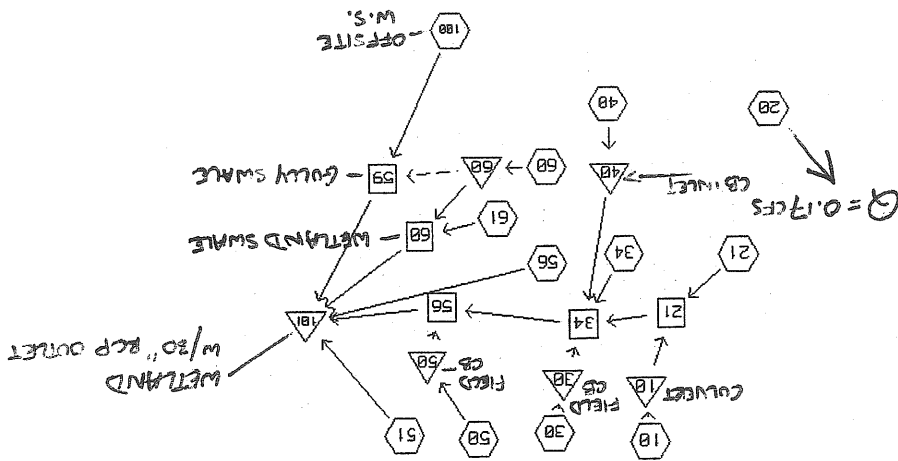 10
30
50
51
CULVERT
10
FIELD
CB
30
FIELD
CB
50
WETLAND
W/30" RCP OUTLET
21
34
56
101
21
34
56
61
60 - WETLAND SWALE
Q = 0.17 CFS
CB INLET
40
60
60
59 - GULLY SWALE
20
40
100 - OFFSITE
W.S.